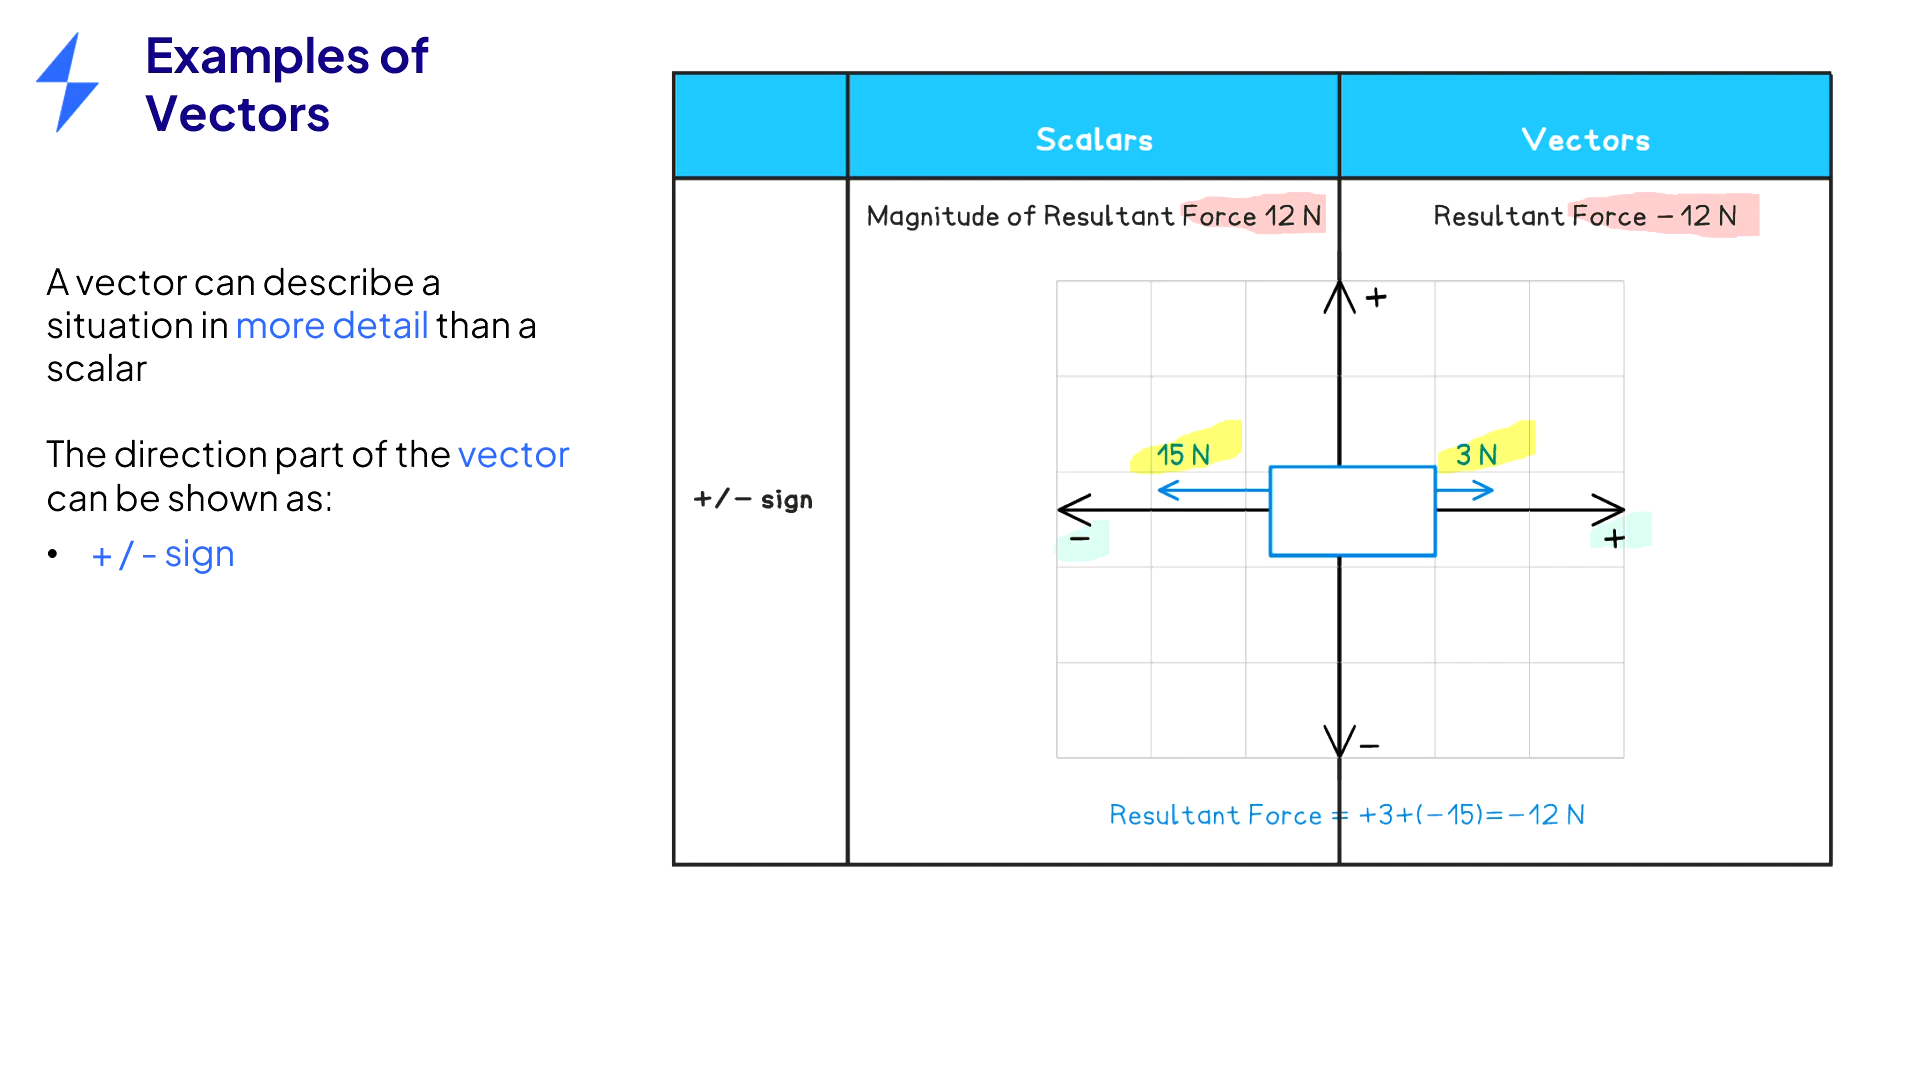 Examples of
Vectors
A vector can describe a
situation in more detail than a
scalar
The direction part of the vector
can be shown as:
• + / - sign
Scalars
Vectors
+/− sign
Magnitude of Resultant Force 12 N
Resultant Force − 12 N
+
15 N
3 N
−
+
−
Resultant Force = +3+(−15)=−12 N